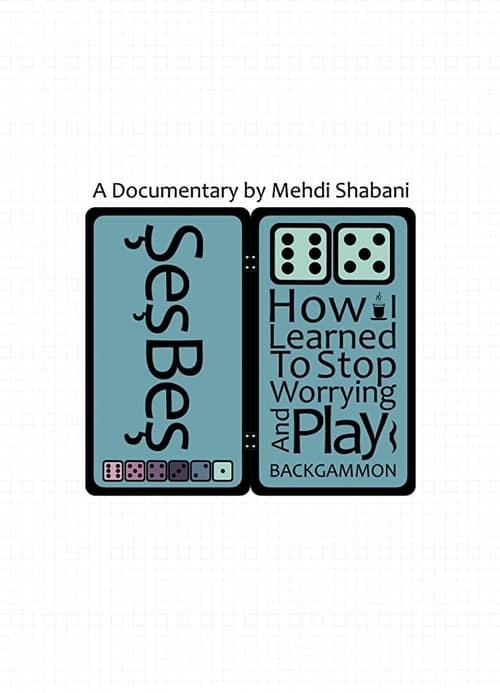 A Documentary by Mehdi Shabani
ŞeşBeş
How I
Learned
To Stop
Worrying
And Play
BACKGAMMON